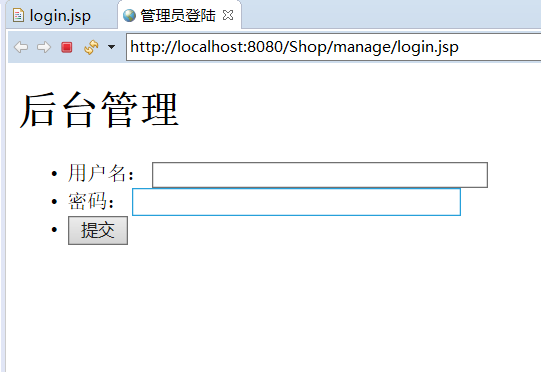 login.jsp 管理员登陆
http://localhost:8080/Shop/manage/login.jsp
后台管理
用户名：
密码：
提交